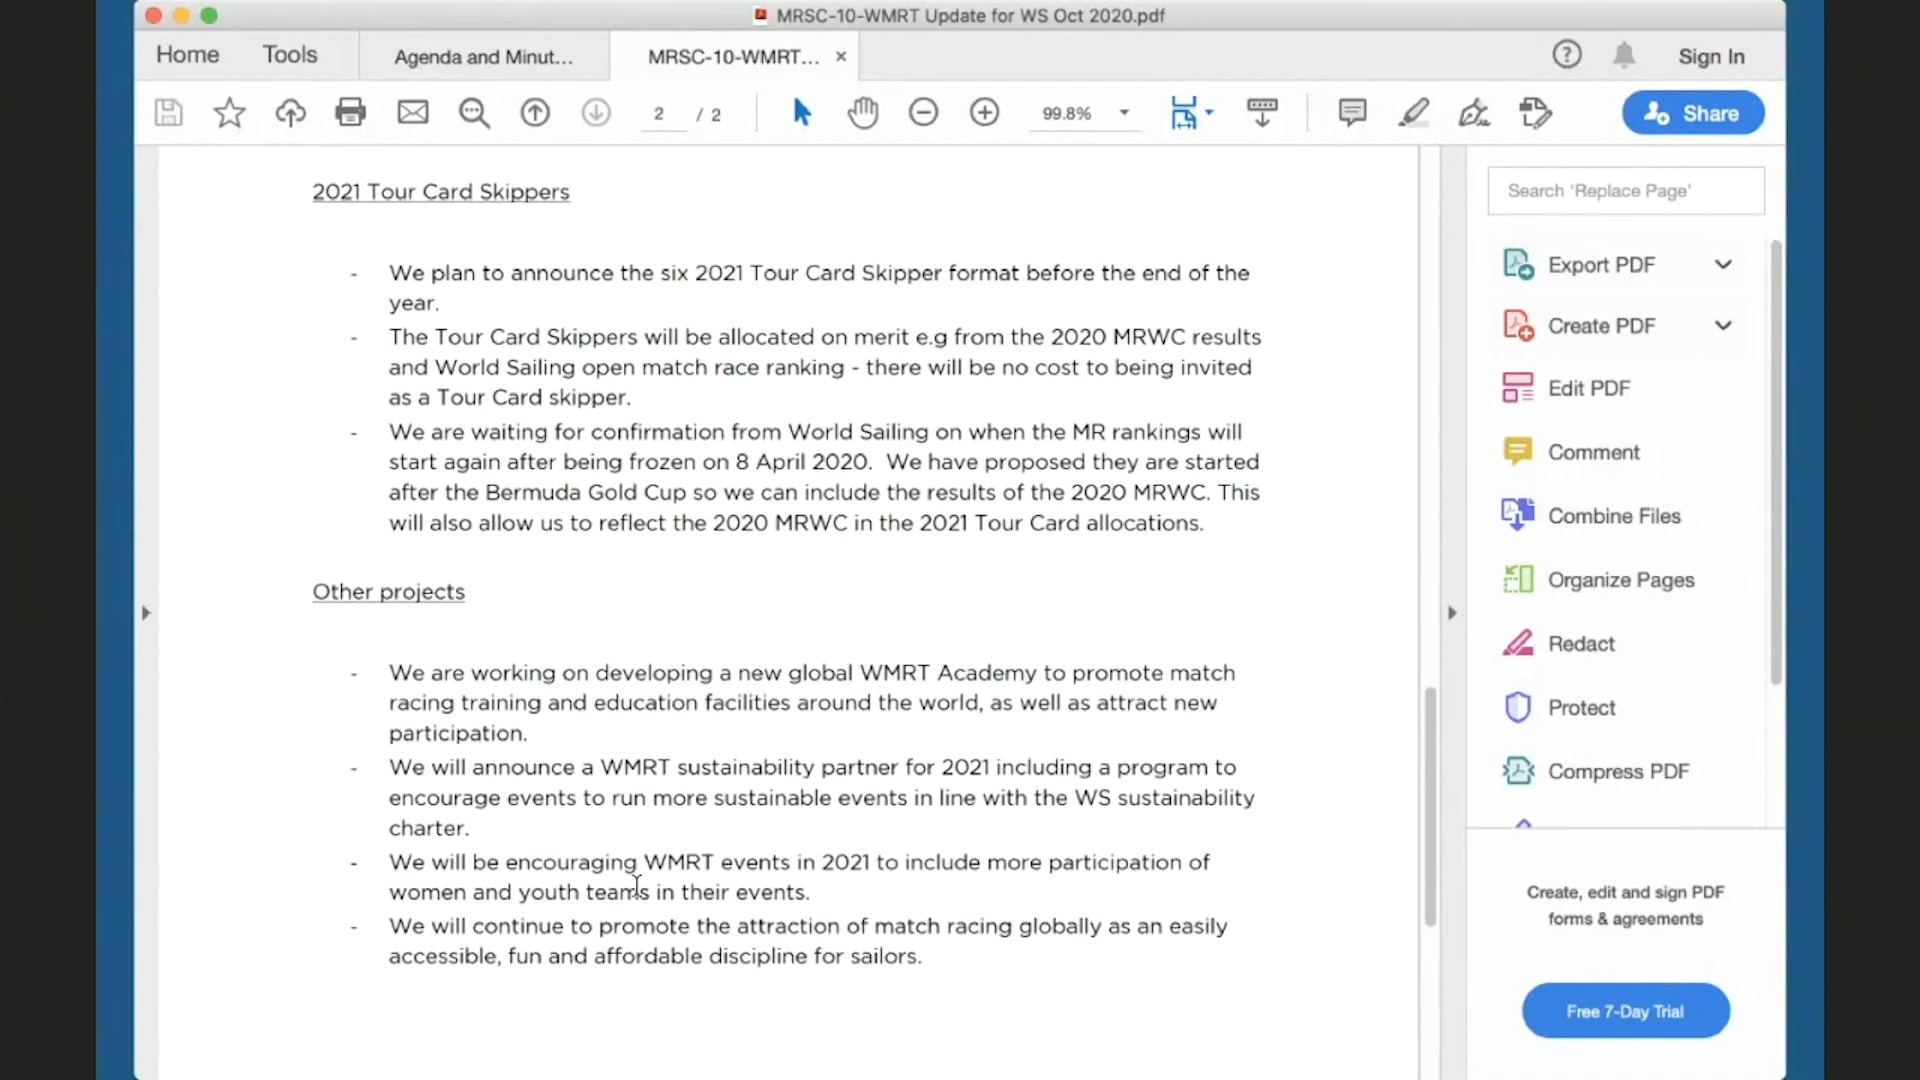 MRSC-10-WMRT Update for WS Oct 2020.pdf
Home
Tools
Agenda and Minut...
MRSC-10-WMRT...
Sign In
2 / 2
99.8%
Share
2021 Tour Card Skippers
- We plan to announce the six 2021 Tour Card Skipper format before the end of the
year.
- The Tour Card Skippers will be allocated on merit e.g from the 2020 MRWC results
and World Sailing open match race ranking - there will be no cost to being invited
as a Tour Card skipper.
- We are waiting for confirmation from World Sailing on when the MR rankings will
start again after being frozen on 8 April 2020. We have proposed they are started
after the Bermuda Gold Cup so we can include the results of the 2020 MRWC. This
will also allow us to reflect the 2020 MRWC in the 2021 Tour Card allocations.
Other projects
- We are working on developing a new global WMRT Academy to promote match
racing training and education facilities around the world, as well as attract new
participation.
- We will announce a WMRT sustainability partner for 2021 including a program to
encourage events to run more sustainable events in line with the WS sustainability
charter.
- We will be encouraging WMRT events in 2021 to include more participation of
women and youth teams in their events.
- We will continue to promote the attraction of match racing globally as an easily
accessible, fun and affordable discipline for sailors.
Search 'Replace Page'
Export PDF
Create PDF
Edit PDF
Comment
Combine Files
Organize Pages
Redact
Protect
Compress PDF
Create, edit and sign PDF
forms & agreements
Free 7-Day Trial